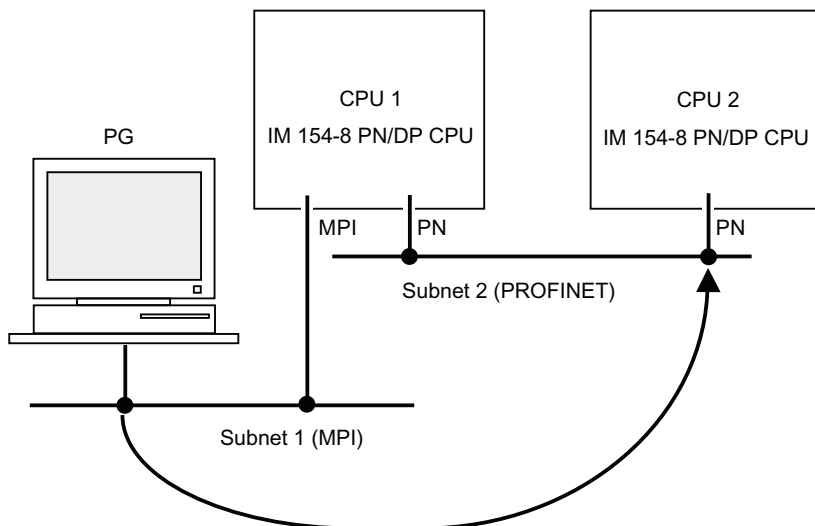 PG
CPU 1
IM 154-8 PN/DP CPU
CPU 2
IM 154-8 PN/DP CPU
MPI
PN
PN
Subnet 2 (PROFINET)
Subnet 1 (MPI)